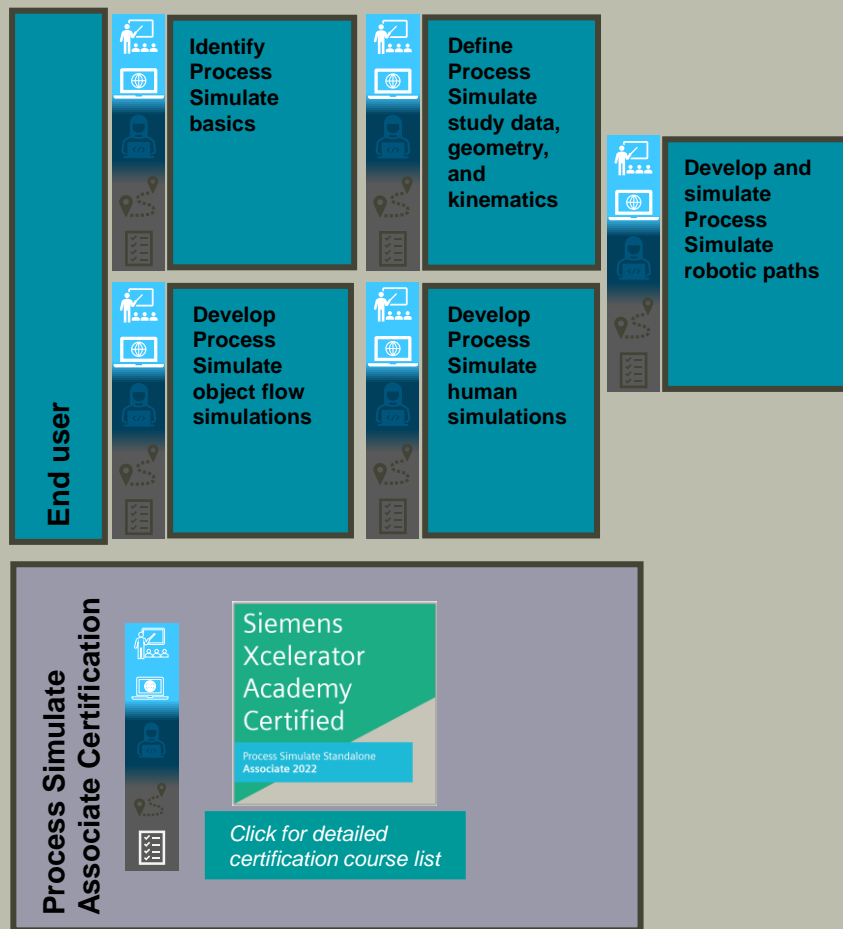 End user
Identify
Process
Simulate
basics
Define
Process
Simulate
study data,
geometry,
and
kinematics
Develop and
simulate
Process
Simulate
robotic paths
Develop
Process
Simulate
object flow
simulations
Develop
Process
Simulate
human
simulations
Process Simulate
Associate Certification
Siemens
Xcelerator
Academy
Certified
Process Simulate Standalone
Associate 2022
Click for detailed
certification course list